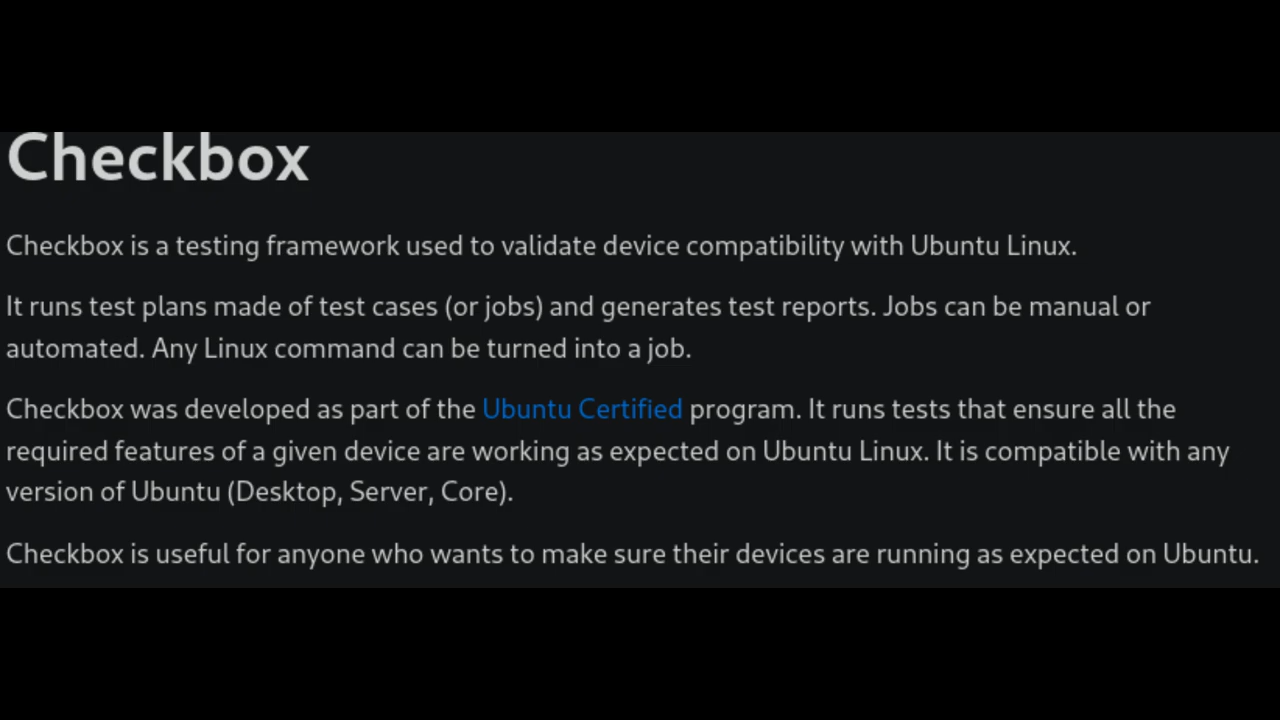 Checkbox
Checkbox is a testing framework used to validate device compatibility with Ubuntu Linux.
It runs test plans made of test cases (or jobs) and generates test reports. Jobs can be manual or
automated. Any Linux command can be turned into a job.
Checkbox was developed as part of the Ubuntu Certified program. It runs tests that ensure all the
required features of a given device are working as expected on Ubuntu Linux. It is compatible with any
version of Ubuntu (Desktop, Server, Core).
Checkbox is useful for anyone who wants to make sure their devices are running as expected on Ubuntu.